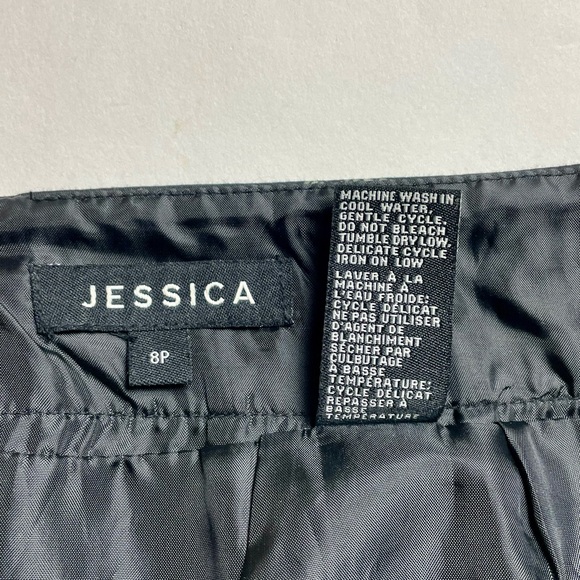 JESSICA
8P
MACHINE WASH IN
COOL WATER,
GENTLE CYCLE,
DO NOT BLEACH
TUMBLE DRY LOW,
DELICATE CYCLE
IRON ON LOW
LAVER À LA
MACHINE À
L'EAU FROIDE;
CYCLE DÉLICAT
NE PAS UTILISER
D'AGENT DE
BLANCHIMENT
SÉCHER PAR
CULBUTAGE
À BASSE
TEMPÉRATURE;
CYCLE DÉLICAT
REPASER À
BASSE
TEMPÉRATURE